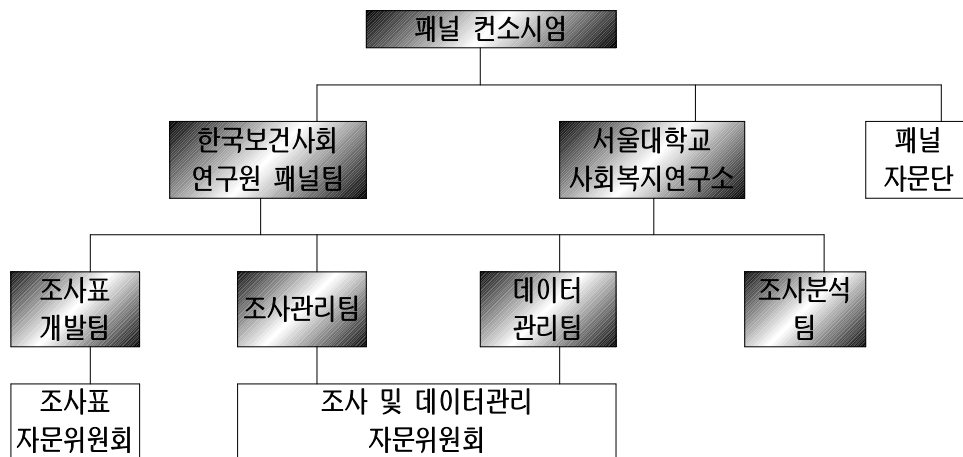 패널 컨소시엄
한국보건사회
연구원 패널팀
서울대학교
사회복지연구소
패널
자문단
조사표
개발팀
조사관리팀
데이터
관리팀
조사분석
팀
조사표
자문위원회
조사 및 데이터관리
자문위원회